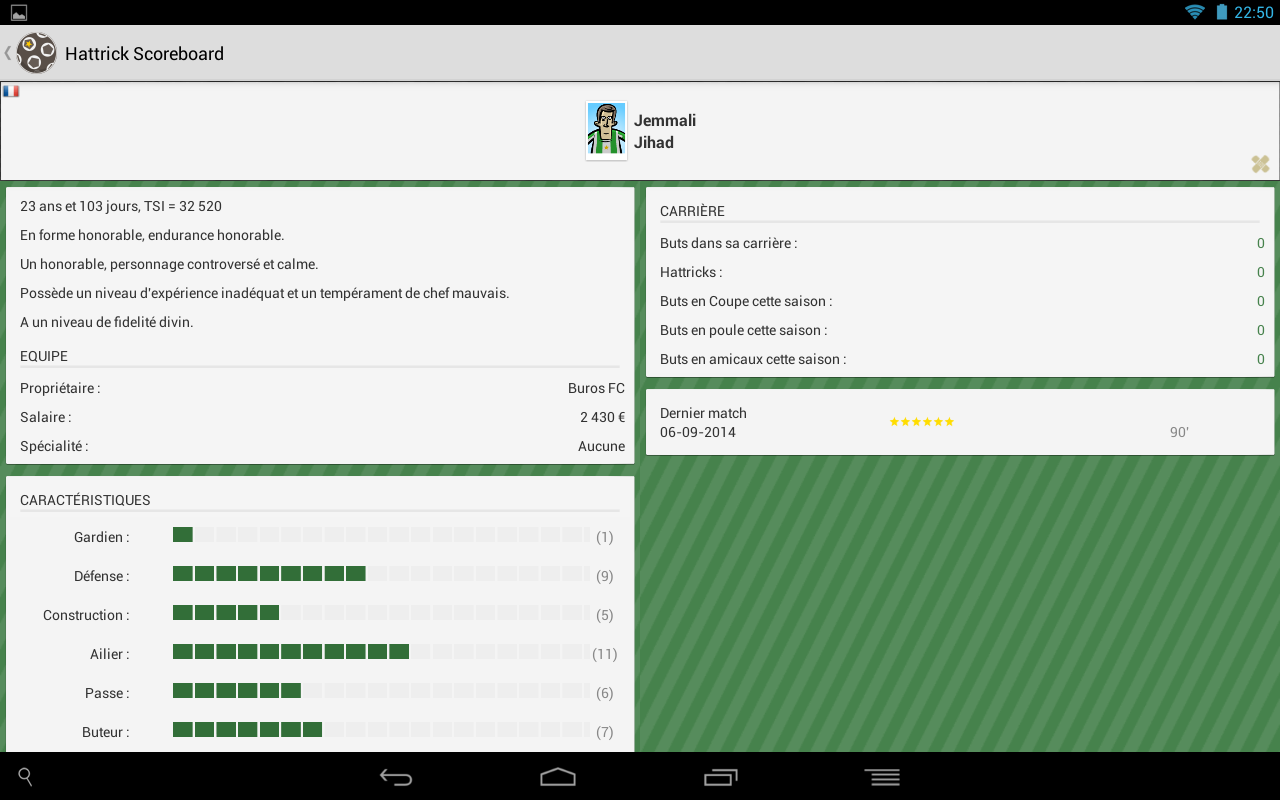 22:50
Hattrick Scoreboard
Jemmali
Jihad
23 ans et 103 jours, TSI = 32 520
En forme honorable, endurance honorable.
Un honorable, personnage controversé et calme.
Possède un niveau d'expérience inadéquat et un tempérament de chef mauvais.
A un niveau de fidelité divin.
EQUIPE
Propriétaire : Buros FC
Salaire : 2 430 €
Spécialité : Aucune
CARACTÉRISTIQUES
Gardien : (1)
Défense : (9)
Construction : (5)
Ailier : (11)
Passe : (6)
Buteur : (7)
CARRIÈRE
Buts dans sa carrière : 0
Hattricks : 0
Buts en Coupe cette saison : 0
Buts en poule cette saison : 0
Buts en amicaux cette saison : 0
Dernier match
06-09-2014 90'